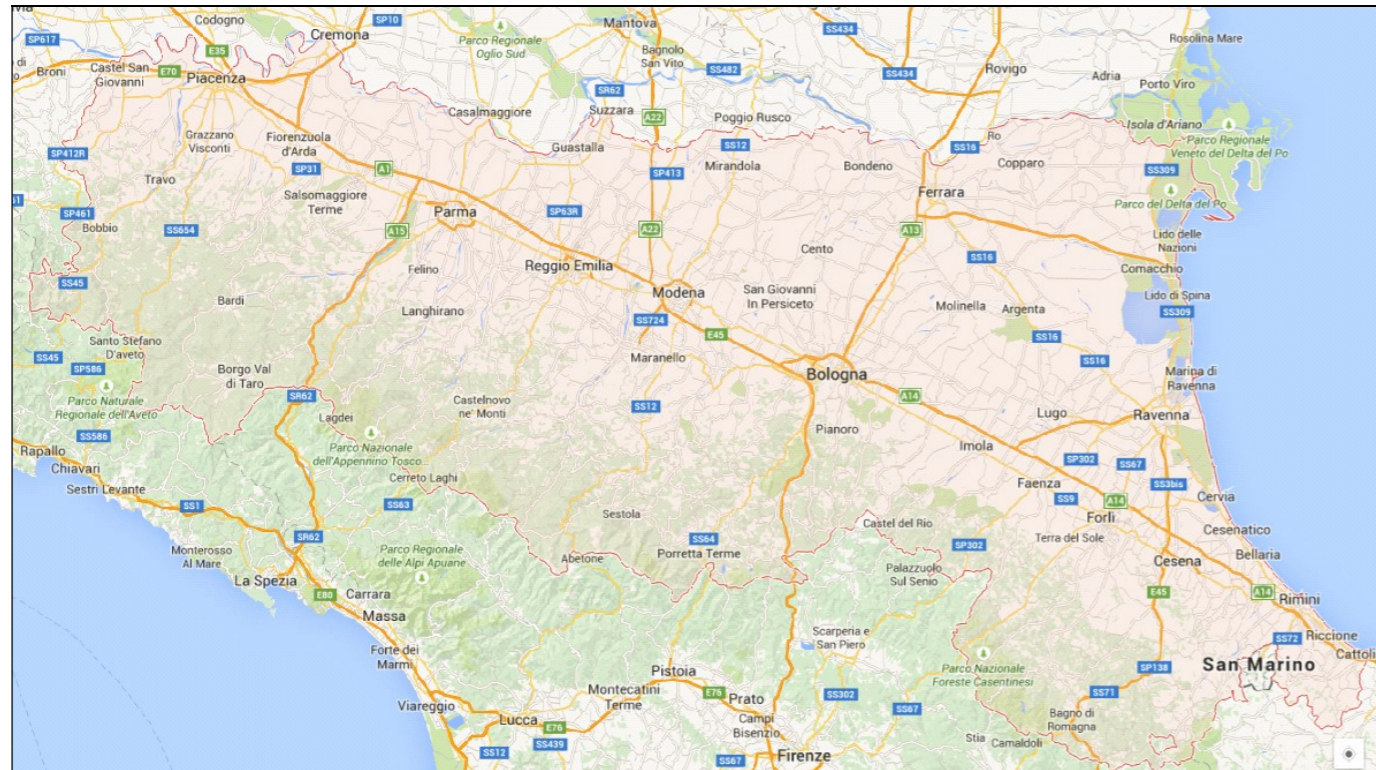 Codogno
SP10
Cremona
Parco Regionale
Oglio Sud
Mantova
SS434
Rosolina Mare
SP617
E35
Bagnolo
San Vito
Broni
Castel San
Giovanni
E70
Piacenza
SS482
SS434
Rovigo
Adria
Porto Viro
SR62
Casalmaggiore
Suzzara
A22
Poggio Rusco
Isola d'Ariano
Parco Regionale
Veneto del Delta del Po
Grazzano
Visconti
Fiorenzuola
d'Arda
Guastalla
SS12
Ro
SS16
SP412R
SP31
A1
SP413
Mirandola
Bondeno
Copparo
SS309
Travo
Salsomaggiore
Terme
Ferrara
Parco del Delta del Po
SP461
Bobbio
SS654
A15
Parma
SP63R
A22
A13
Lido delle
Nazioni
Cento
SS16
Comacchio
SS45
Felino
Reggio Emilia
Modena
San Giovanni
In Persiceto
Lido di Spina
Bardi
Langhirano
Molinella
Argenta
SS309
SS724
E45
Santo Stefano
D'aveto
SS45
SP586
Maranello
SS16
SS16
Borgo Val
di Taro
Bologna
Marina di
Ravenna
Parco Naturale
Regionale dell'Aveto
SR62
Castelnovo
ne' Monti
SS12
A14
Lagdei
Lugo
Ravenna
SS586
Parco Nazionale
dell'Appennino Tosco...
Pianoro
Imola
Rapallo
Chiavari
Cerreto Laghi
SP302
SS67
Sestri Levante
Faenza
SS3bis
Cervia
SS1
SS63
SS9
A14
Sestola
Forlì
Castel del Rio
Cesenatico
SR62
SS64
Terra del Sole
Monterosso
Al Mare
Parco Regionale
delle Alpi Apuane
Abetone
Porretta Terme
SP302
Bellaria
Cesena
Palazzuolo
Sul Senio
La Spezia
E80
Carrara
E45
A14
Rimini
Massa
Scarperia e
San Piero
SS72
Riccione
Forte dei
Marmi
Cattoli
Pistoia
Parco Nazionale
Foreste Casentinesi
SP138
San Marino
Montecatini
Terme
E76
Prato
SS302
SS71
Viareggio
Lucca
E76
Campi
Bisenzio
SS67
Bagno di
Romagna
SS12
SS439
Stia
Camaldoli
SS67
Firenze